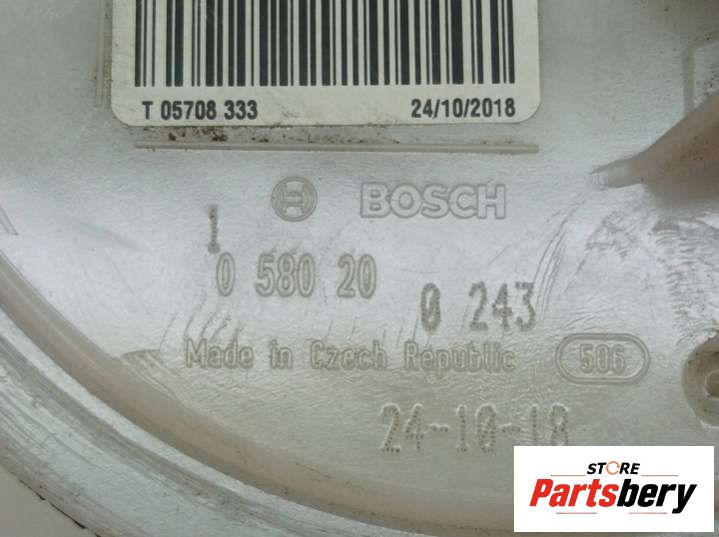 T 05708 333 24/10/2018
BOSCH
1
0 580 20 0 243
Made in Czech Republic 506
24-10-18
STORE
Partsbery